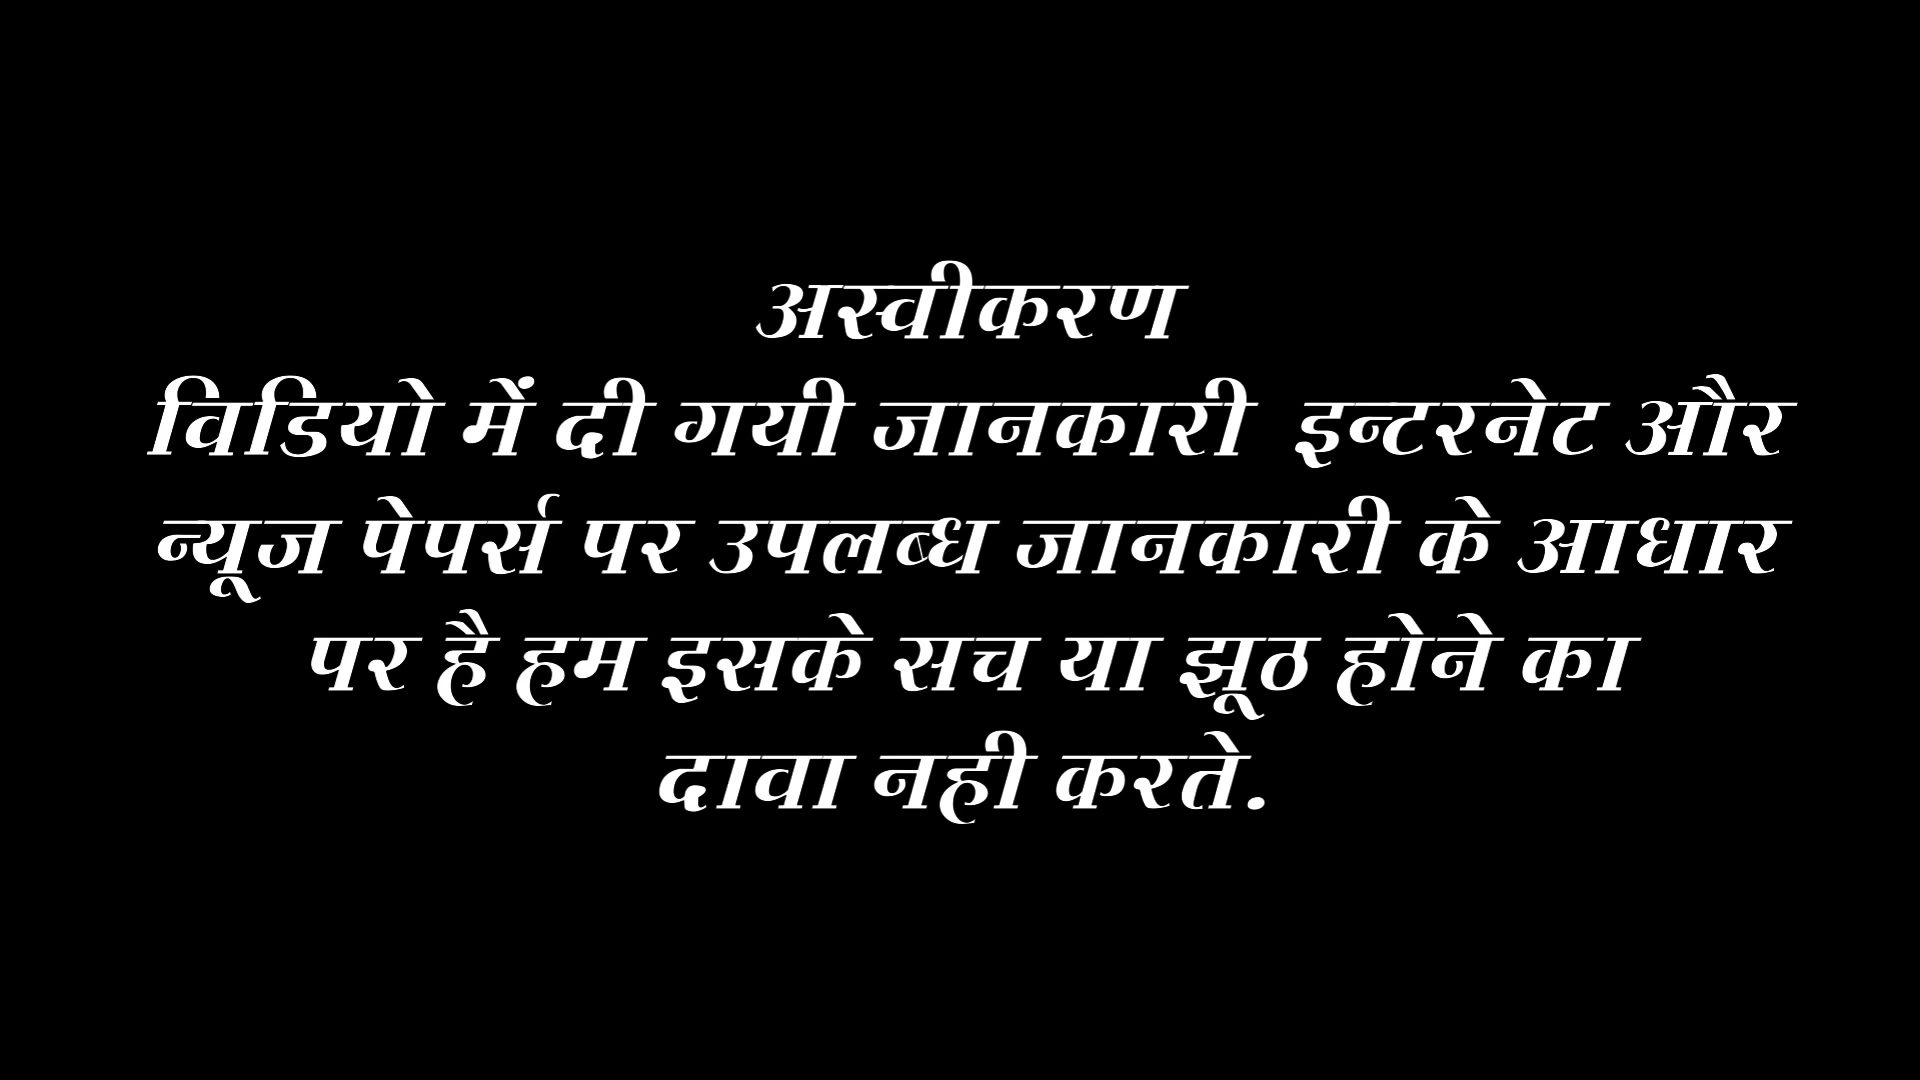 अस्वीकरण
विडियो में दी गयी जानकारी इन्टरनेट और
न्यूज पेपर्स पर उपलब्ध जानकारी के आधार
पर है हम इसके सच या झूठ होने का
दावा नही करते.